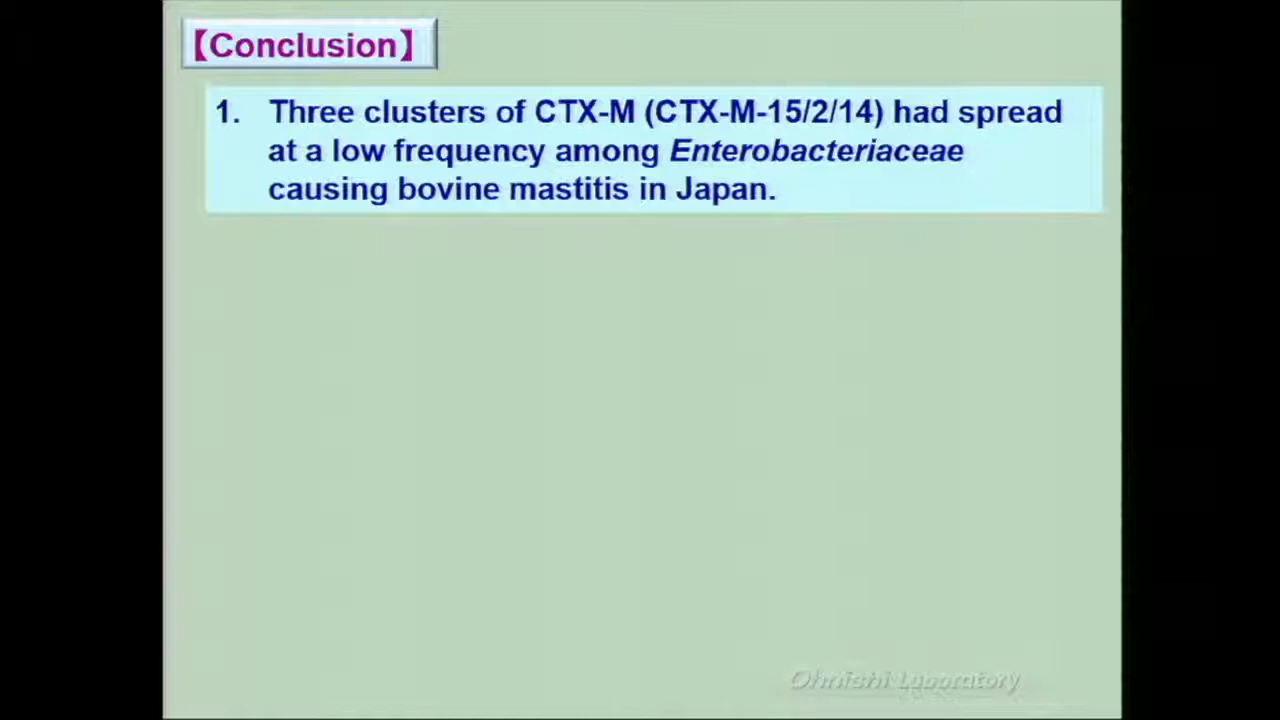 【Conclusion】
1. Three clusters of CTX-M (CTX-M-15/2/14) had spread
at a low frequency among Enterobacteriaceae
causing bovine mastitis in Japan.
Ohnishi Laboratory